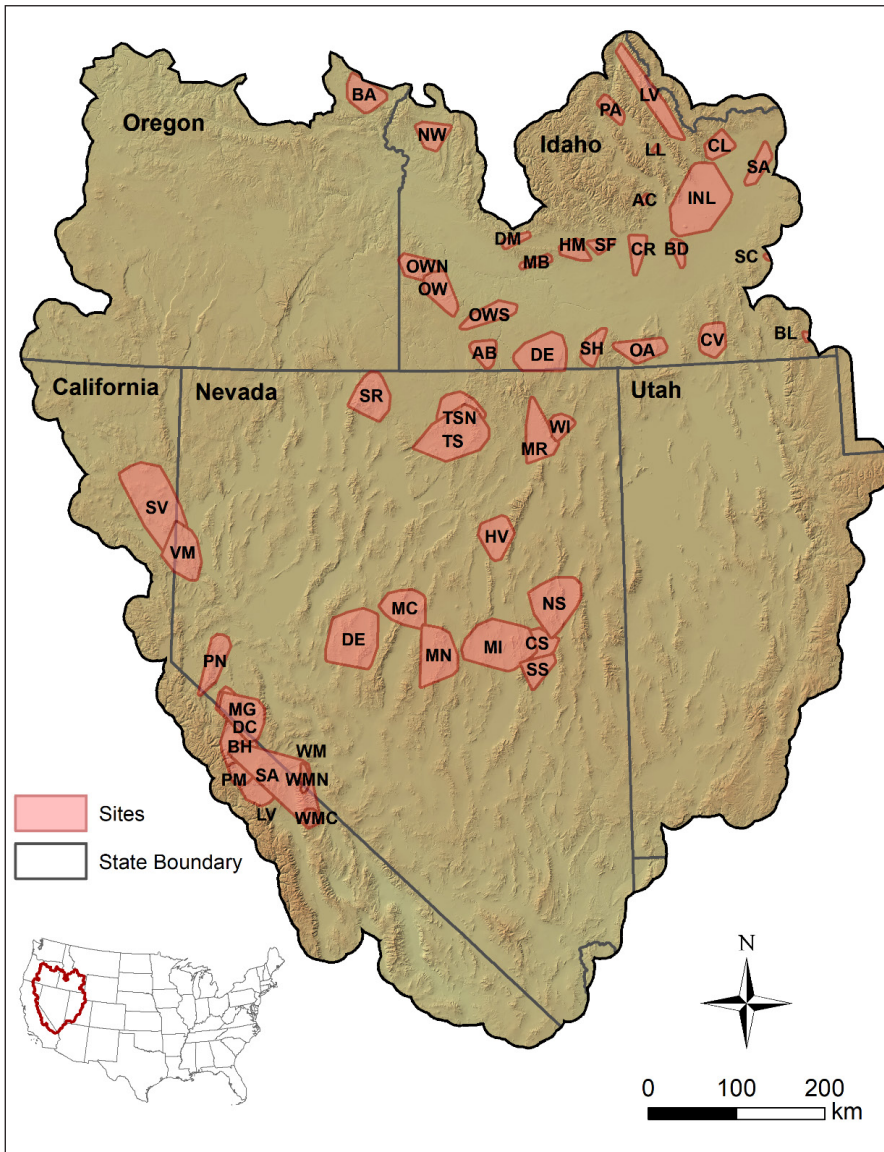 BA
LV
PA
Oregon
NW
Idaho
LL
CL
SA
AC
INL
DM
HM
SF
CR
BD
SC
MB
OWN
OW
OWS
AB
DE
SH
OA
CV
BL
California
Nevada
Utah
SR
TSN
TS
WI
MR
SV
HV
VM
NS
MC
DE
MN
MI
CS
SS
PN
MG
DC
BH
WM
PM
SA
WMN
LV
WMC
Sites
State Boundary
N
0 100 200
km